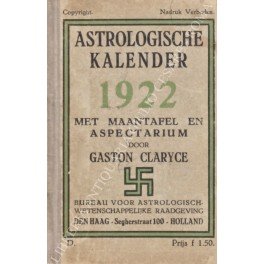 Copyright. Nadruk Verboden.
ASTROLOGISCHE
KALENDER
1922
MET MAANTAFEL EN
ASPECTARIUM
DOOR
GASTON CLARYCE
BUREAU VOOR ASTROLOGISCH-
WETENSCHAPPELIJKE RAADGEVING
DEN HAAG - Segherstraat 100 - HOLLAND
D. Prijs f 1.50.